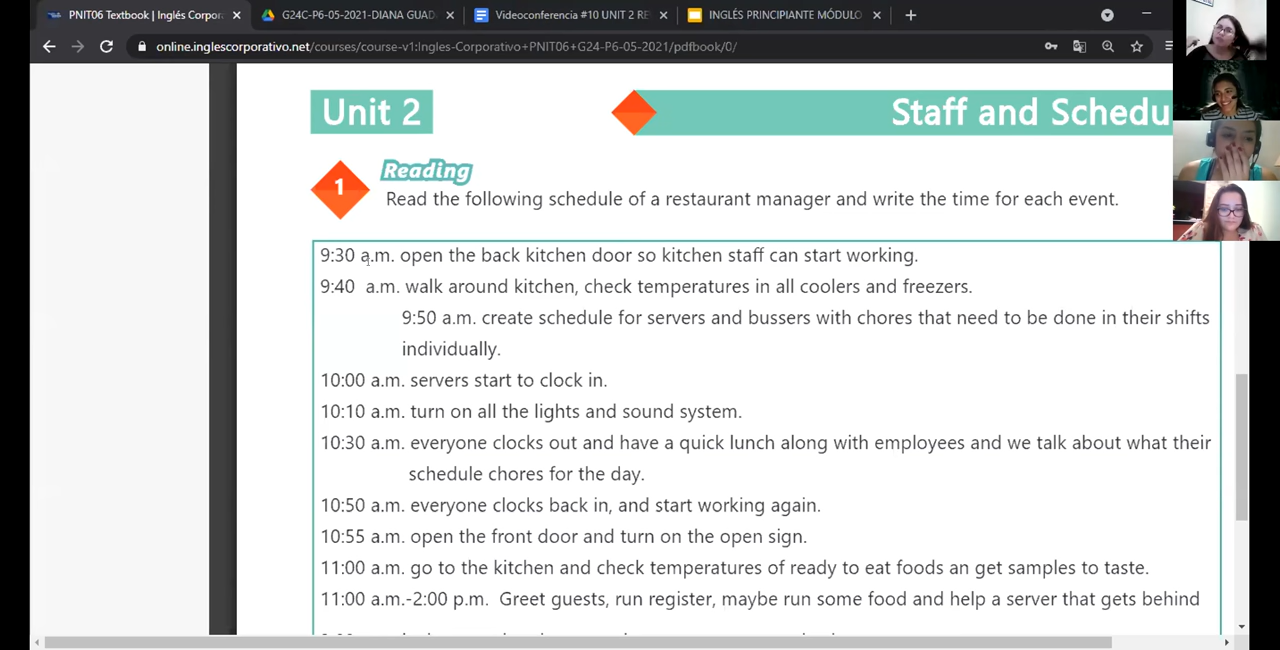 PNIT06 Textbook | Inglés Corpora
G24C-P6-05-2021-DIANA GUAD
Videoconferencia #10 UNIT 2 RE
INGLÉS PRINCIPIANTE MÓDULO
online.inglescorporativo.net/courses/course-v1:Ingles-Corporativo+PNIT06+G24-P6-05-2021/pdfbook/0/
Unit 2
Staff and Schedu
1
Reading
Read the following schedule of a restaurant manager and write the time for each event.
9:30 a.m. open the back kitchen door so kitchen staff can start working.
9:40 a.m. walk around kitchen, check temperatures in all coolers and freezers.
9:50 a.m. create schedule for servers and bussers with chores that need to be done in their shifts
individually.
10:00 a.m. servers start to clock in.
10:10 a.m. turn on all the lights and sound system.
10:30 a.m. everyone clocks out and have a quick lunch along with employees and we talk about what their
schedule chores for the day.
10:50 a.m. everyone clocks back in, and start working again.
10:55 a.m. open the front door and turn on the open sign.
11:00 a.m. go to the kitchen and check temperatures of ready to eat foods an get samples to taste.
11:00 a.m.-2:00 p.m. Greet guests, run register, maybe run some food and help a server that gets behind